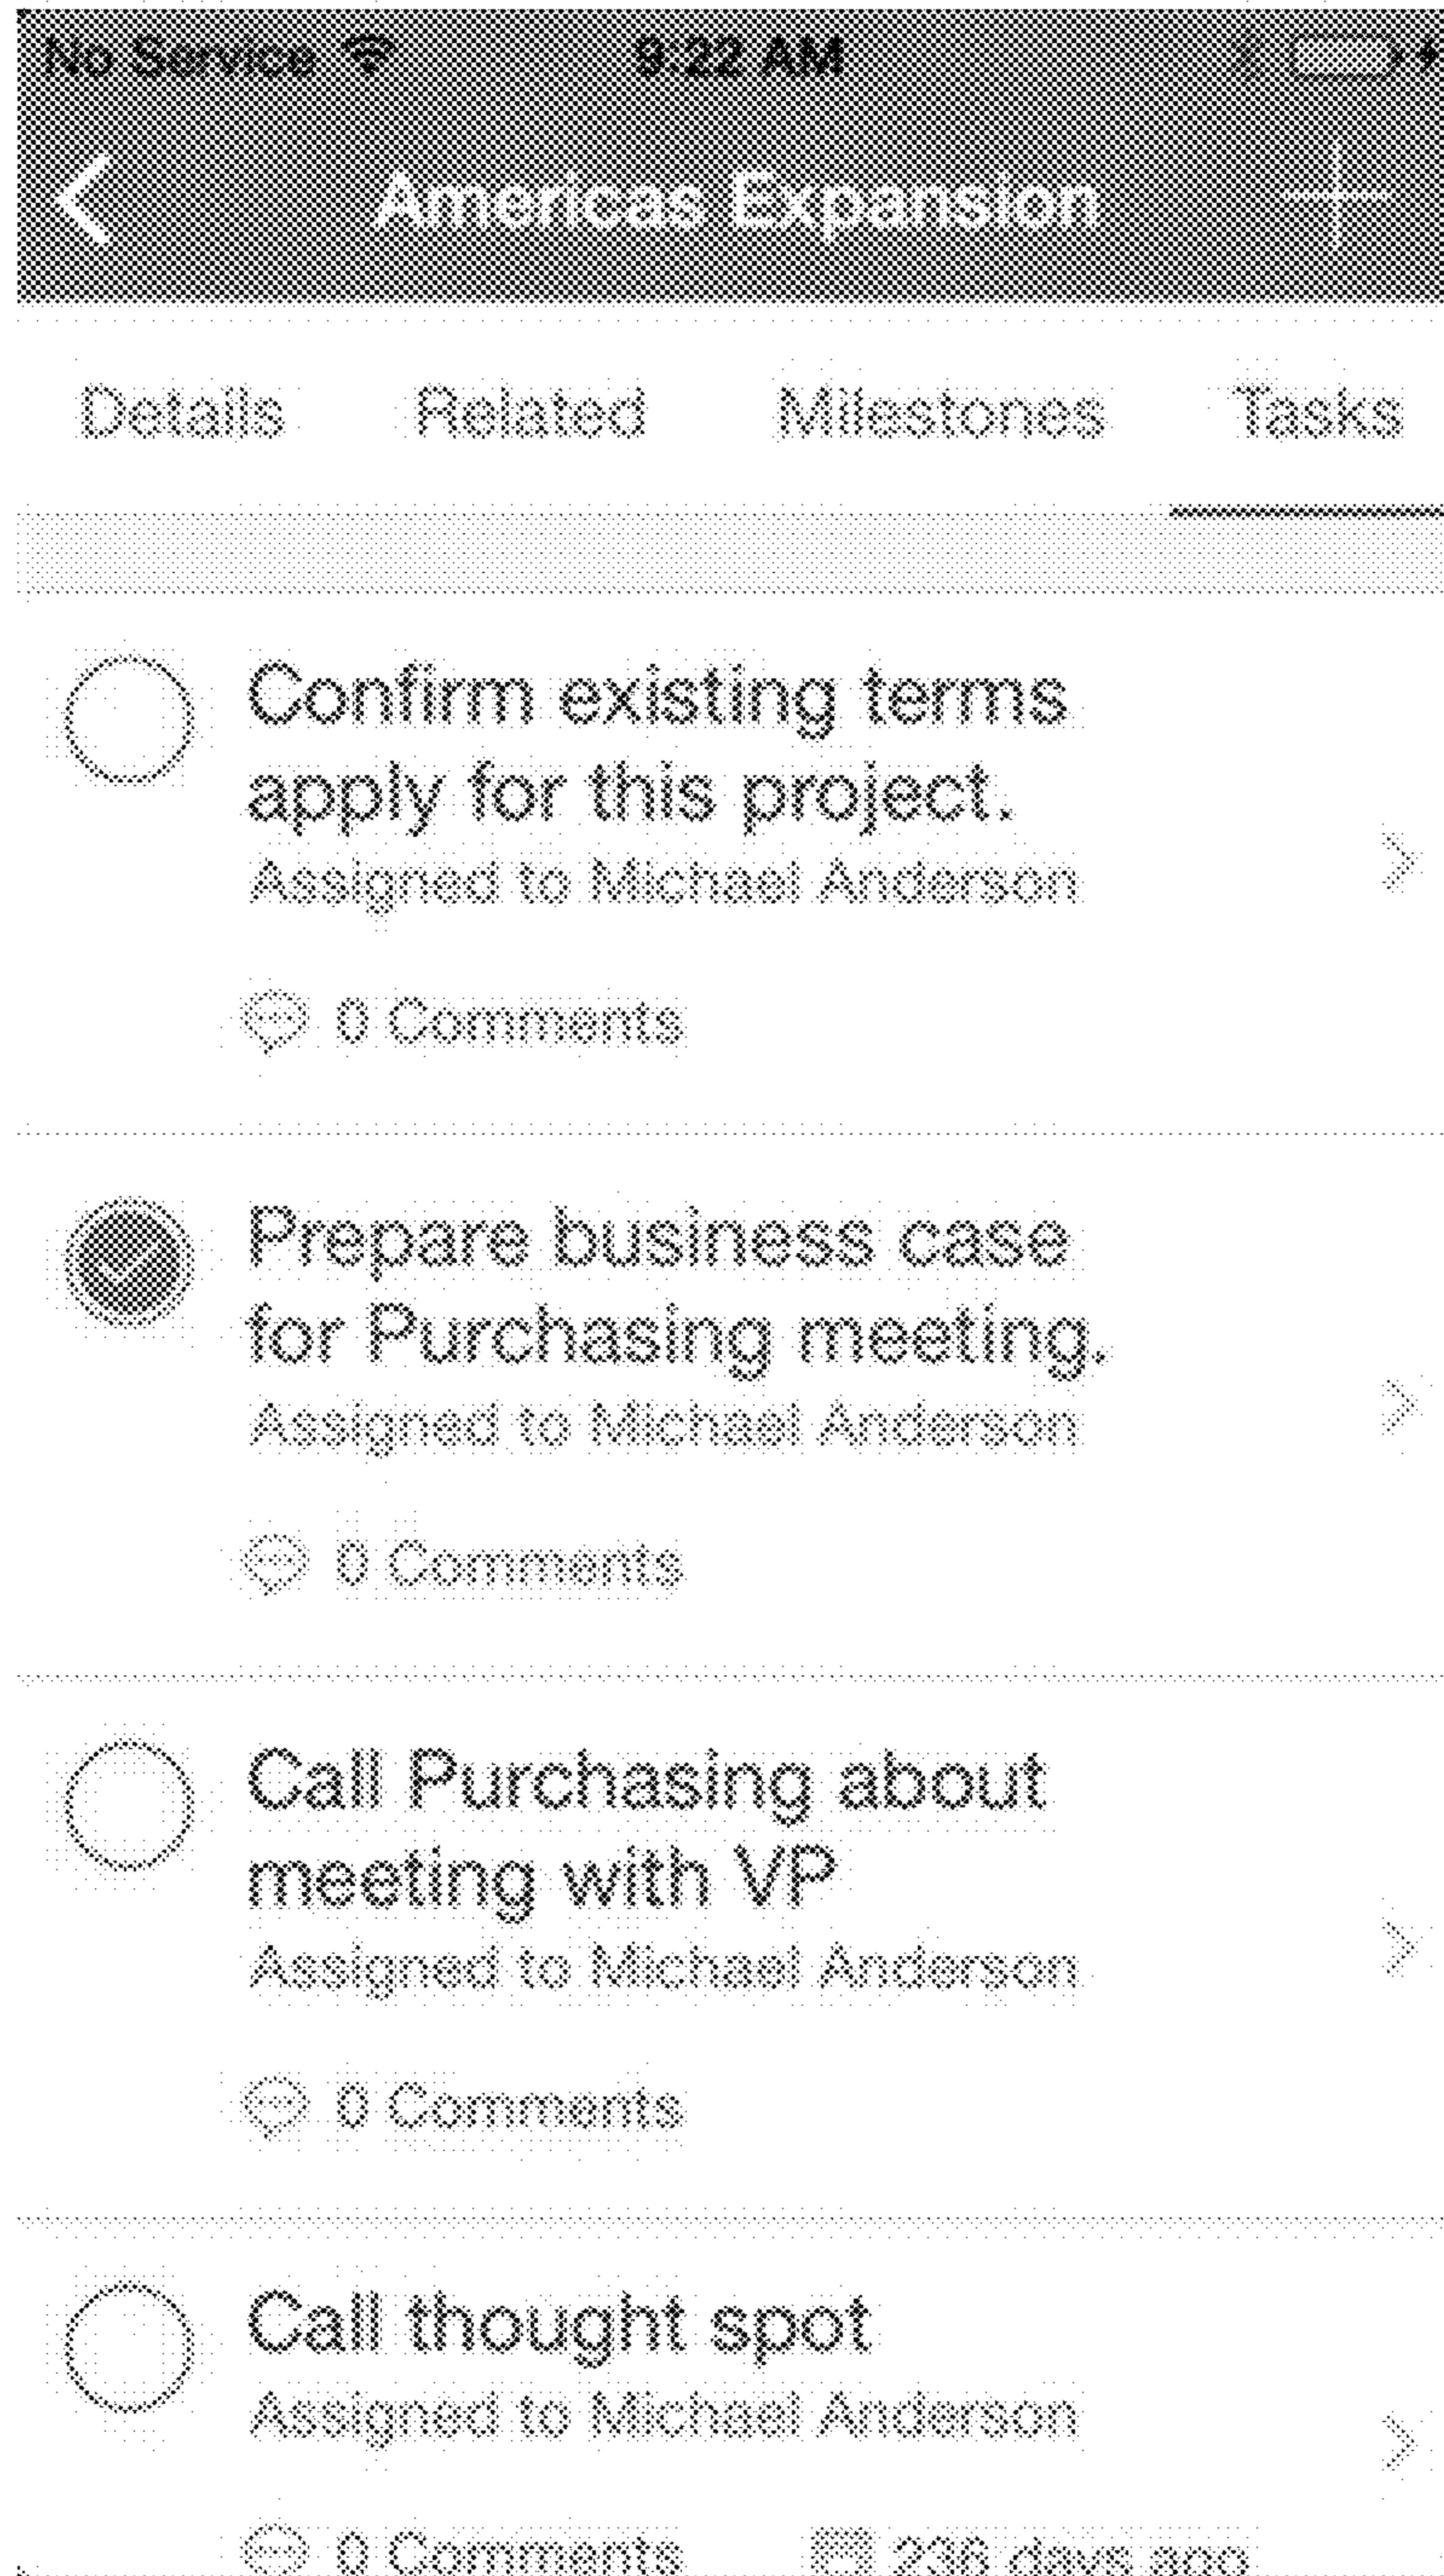 No Service 9:22 AM
Americas Expansion
Details Related Milestones Tasks
Confirm existing terms
apply for this project.
Assigned to Michael Anderson
0 Comments
Prepare business case
for Purchasing meeting.
Assigned to Michael Anderson
0 Comments
Call Purchasing about
meeting with VP
Assigned to Michael Anderson
0 Comments
Call thought spot
Assigned to Michael Anderson
0 Comments days ago